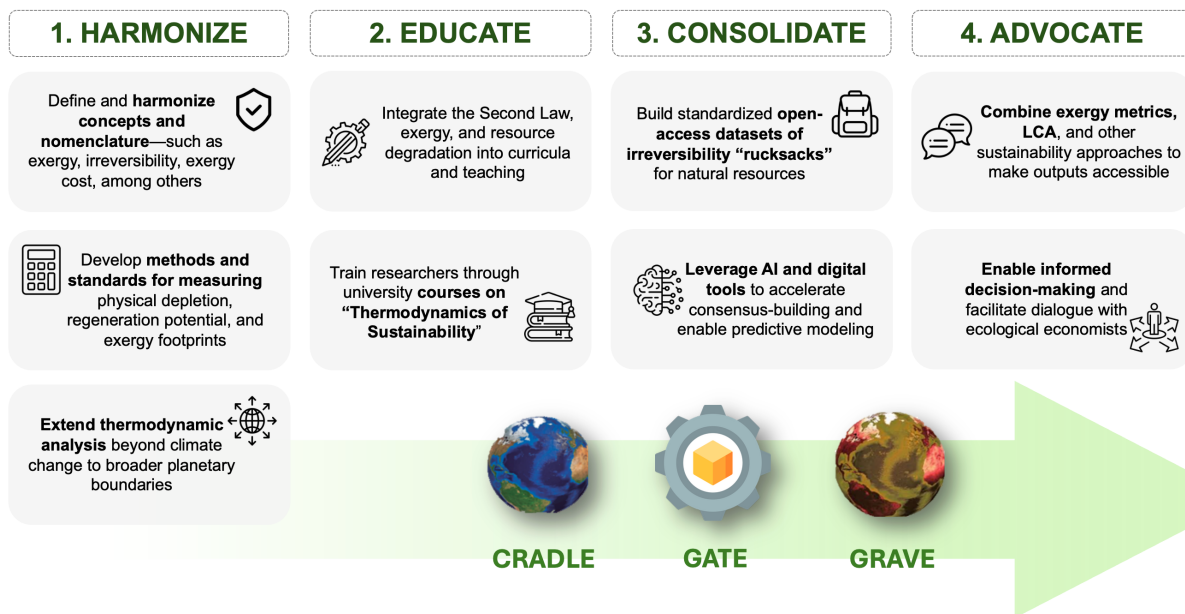 1. HARMONIZE
Define and harmonize
concepts and
nomenclature—such as
exergy, irreversibility, exergy
cost, among others
Develop methods and
standards for measuring
physical depletion,
regeneration potential, and
exergy footprints
Extend thermodynamic
analysis beyond climate
change to broader planetary
boundaries
2. EDUCATE
Integrate the Second Law,
exergy, and resource
degradation into curricula
and teaching
Train researchers through
university courses on
“Thermodynamics of
Sustainability”
3. CONSOLIDATE
Build standardized open-
access datasets of
irreversibility “rucksacks”
for natural resources
Leverage AI and digital
tools to accelerate
consensus-building and
enable predictive modeling
4. ADVOCATE
Combine exergy metrics,
LCA, and other
sustainability approaches to
make outputs accessible
Enable informed
decision-making and
facilitate dialogue with
ecological economists
CRADLE
GATE
GRAVE